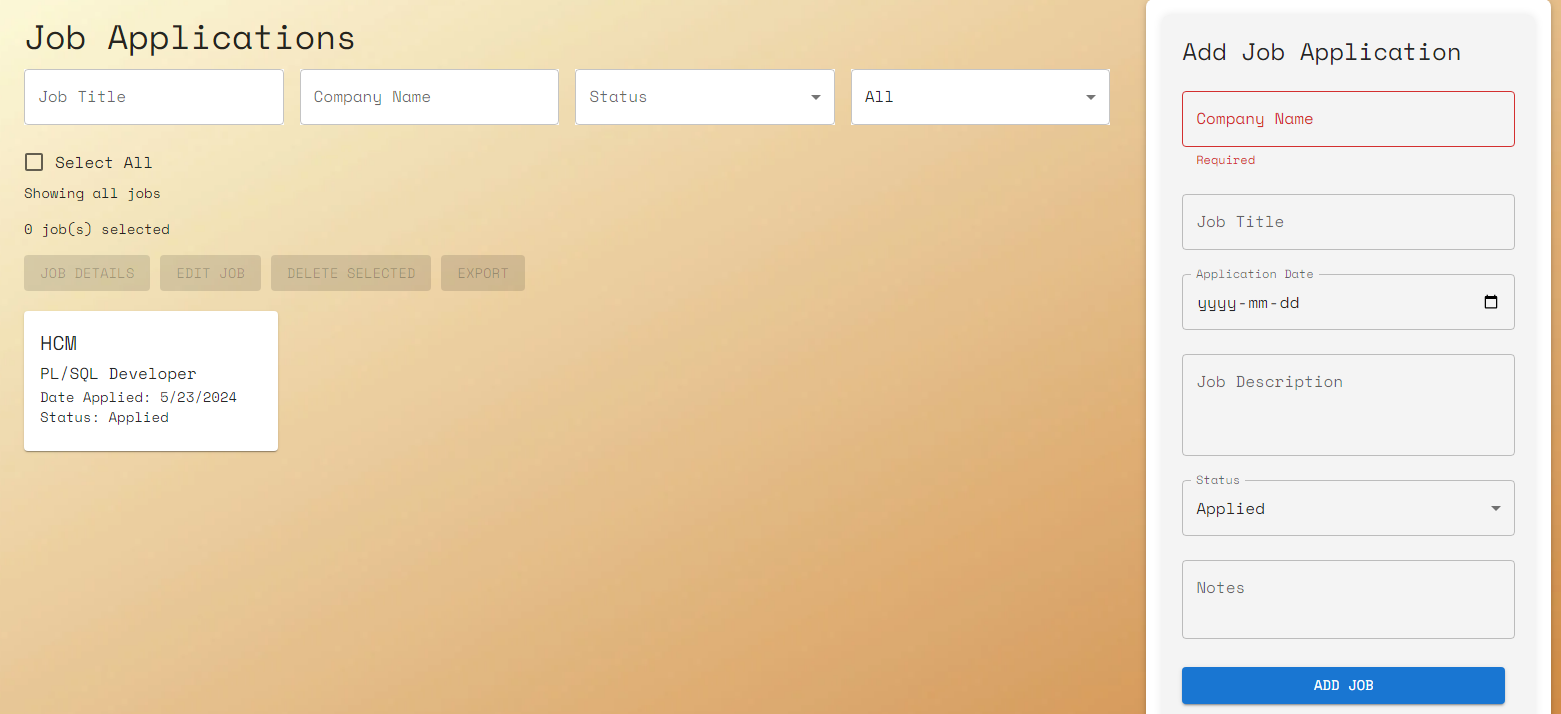 Job Applications
Job Title
Company Name
Status
All
Select All
Showing all jobs
0 job(s) selected
JOB DETAILS
EDIT JOB
DELETE SELECTED
EXPORT
HCM
PL/SQL Developer
Date Applied: 5/23/2024
Status: Applied
Add Job Application
Company Name
Required
Job Title
Application Date
yyyy-mm-dd
Job Description
Status
Applied
Notes
ADD JOB